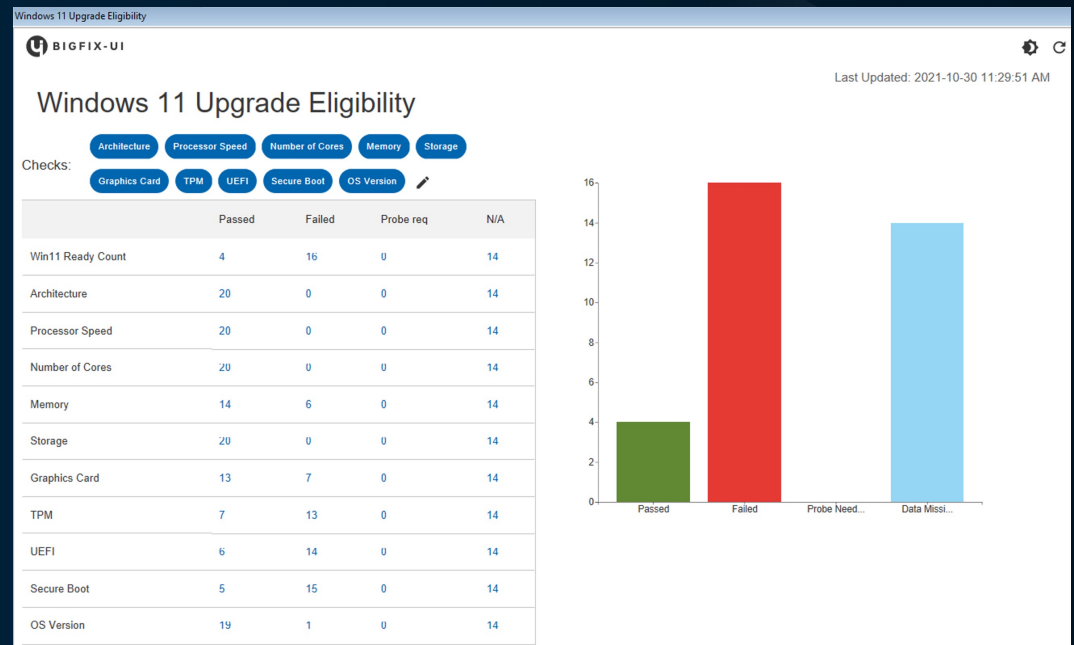 Windows 11 Upgrade Eligibility
BIGFIX-UI
Last Updated: 2021-10-30 11:29:51 AM
Windows 11 Upgrade Eligibility
Checks:
Architecture Processor Speed Number of Cores Memory Storage
Graphics Card TPM UEFI Secure Boot OS Version
Passed Failed Probe req N/A
Win11 Ready Count 4 16 0 14
Architecture 20 0 0 14
Processor Speed 20 0 0 14
Number of Cores 20 0 0 14
Memory 14 6 0 14
Storage 20 0 0 14
Graphics Card 13 7 0 14
TPM 7 13 0 14
UEFI 6 14 0 14
Secure Boot 5 15 0 14
OS Version 19 1 0 14
16
14
12
10
8
6
4
2
0
Passed Failed Probe Need... Data Missi...